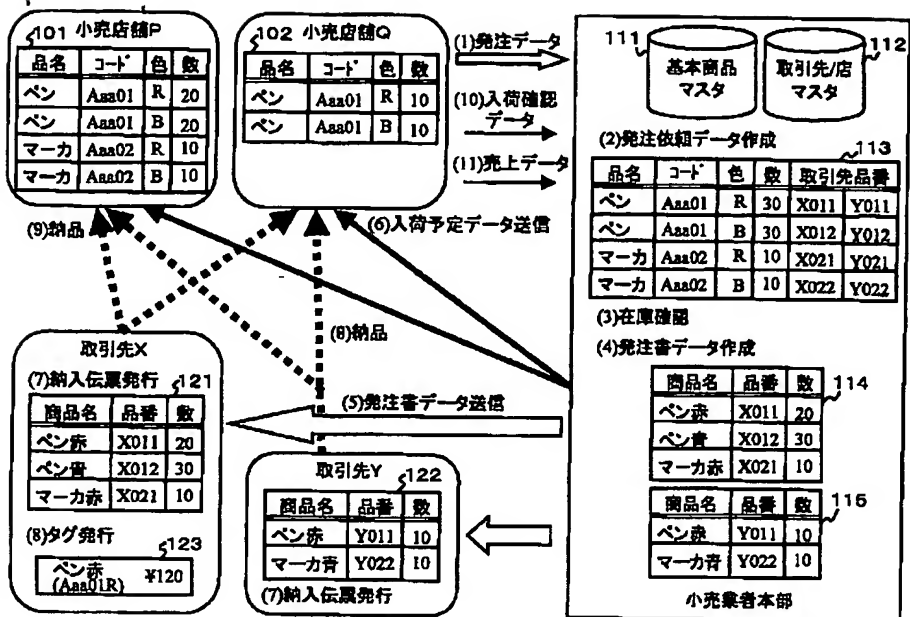 101 小売店舗P
品名 コード 色 数
ペン Aaa01 R 20
ペン Aaa01 B 20
マーカ Aaa02 R 10
マーカ Aaa02 B 10
102 小売店舗Q
品名 コード 色 数
ペン Aaa01 R 10
ペン Aaa01 B 10
(1)発注データ
(10)入荷確認
データ
(11)売上データ
111
基本商品
マスタ
112
取引先/店
マスタ
(2)発注依頼データ作成
113
品名 コード 色 数 取引先品番
ペン Aaa01 R 30 X011 Y011
ペン Aaa01 B 30 X012 Y012
マーカ Aaa02 R 10 X021 Y021
マーカ Aaa02 B 10 X022 Y022
(3)在庫確認
(4)発注書データ作成
商品名 品番 数
114
ペン赤 X011 20
ペン青 X012 30
マーカ赤 X021 10
商品名 品番 数
115
ペン赤 Y011 10
マーカ青 Y022 10
小売業者本部
(9)納品
(6)入荷予定データ送信
(8)納品
(5)発注書データ送信
取引先X
(7)納入伝票発行
121
商品名 品番 数
ペン赤 X011 20
ペン青 X012 30
マーカ赤 X021 10
(8)タグ発行
123
ペン赤 ¥120
(Aaa01R)
取引先Y
122
商品名 品番 数
ペン赤 Y011 10
マーカ青 Y022 10
(7)納入伝票発行